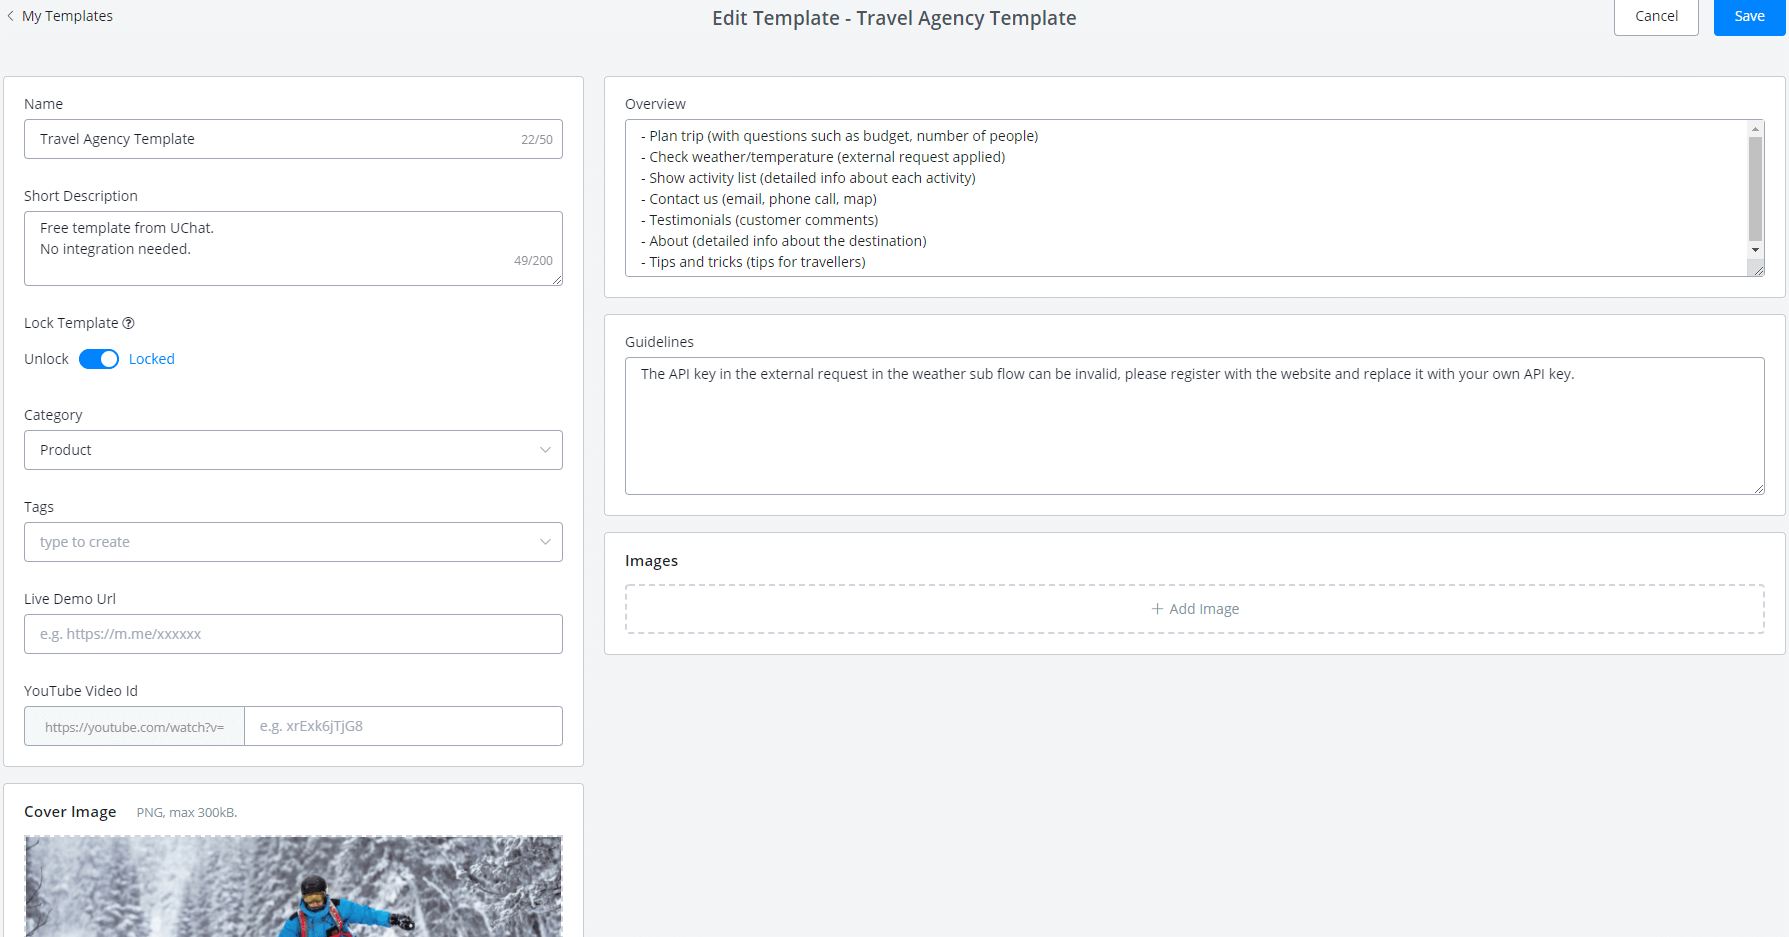 My Templates
Edit Template - Travel Agency Template
Cancel
Save
Name
Travel Agency Template
22/50
Short Description
Free template from UChat.
No integration needed.
49/200
Lock Template
Unlock
Locked
Category
Product
Tags
type to create
Live Demo Url
e.g. https://m.me/xxxxxx
YouTube Video Id
https://youtube.com/watch?v=
e.g. xrExk6jTjG8
Cover Image
PNG, max 300kB.
Overview
- Plan trip (with questions such as budget, number of people)
- Check weather/temperature (external request applied)
- Show activity list (detailed info about each activity)
- Contact us (email, phone call, map)
- Testimonials (customer comments)
- About (detailed info about the destination)
- Tips and tricks (tips for travellers)
Guidelines
The API key in the external request in the weather sub flow can be invalid, please register with the website and replace it with your own API key.
Images
+ Add Image